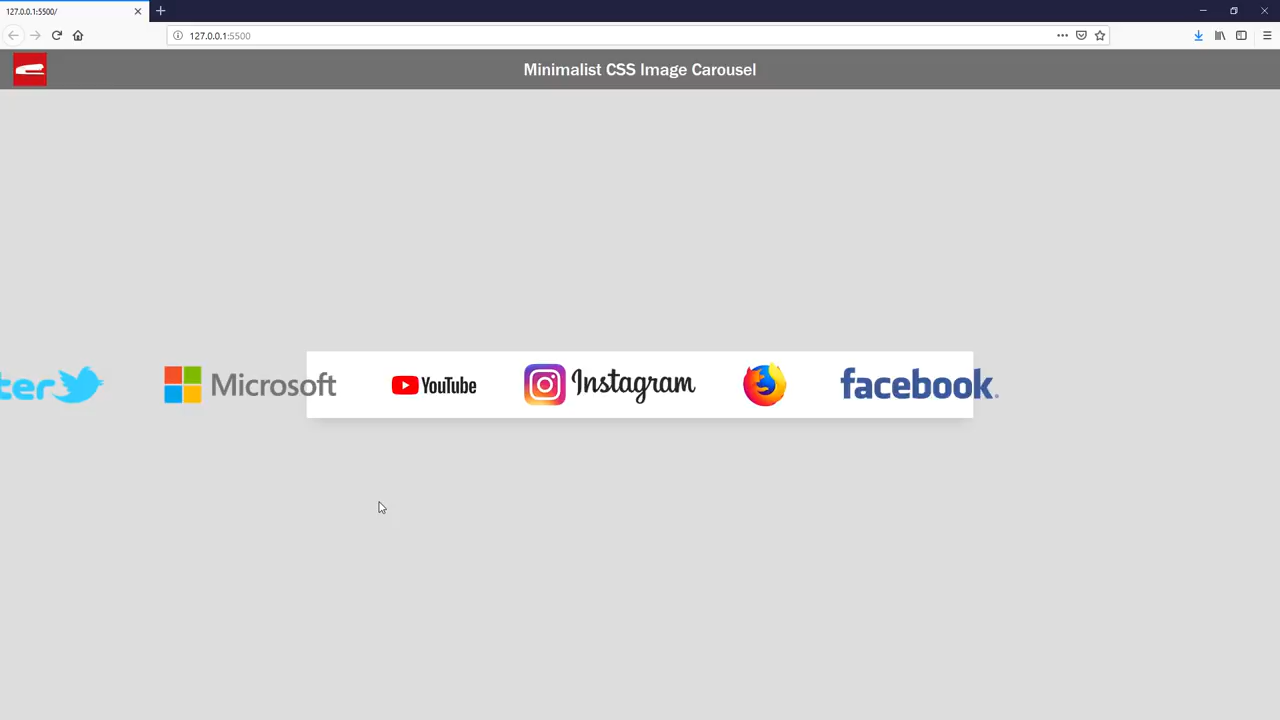 127.0.0.1:5500/
127.0.0.1:5500
Minimalist CSS Image Carousel
ter
Microsoft
YouTube
Instagram
facebook.